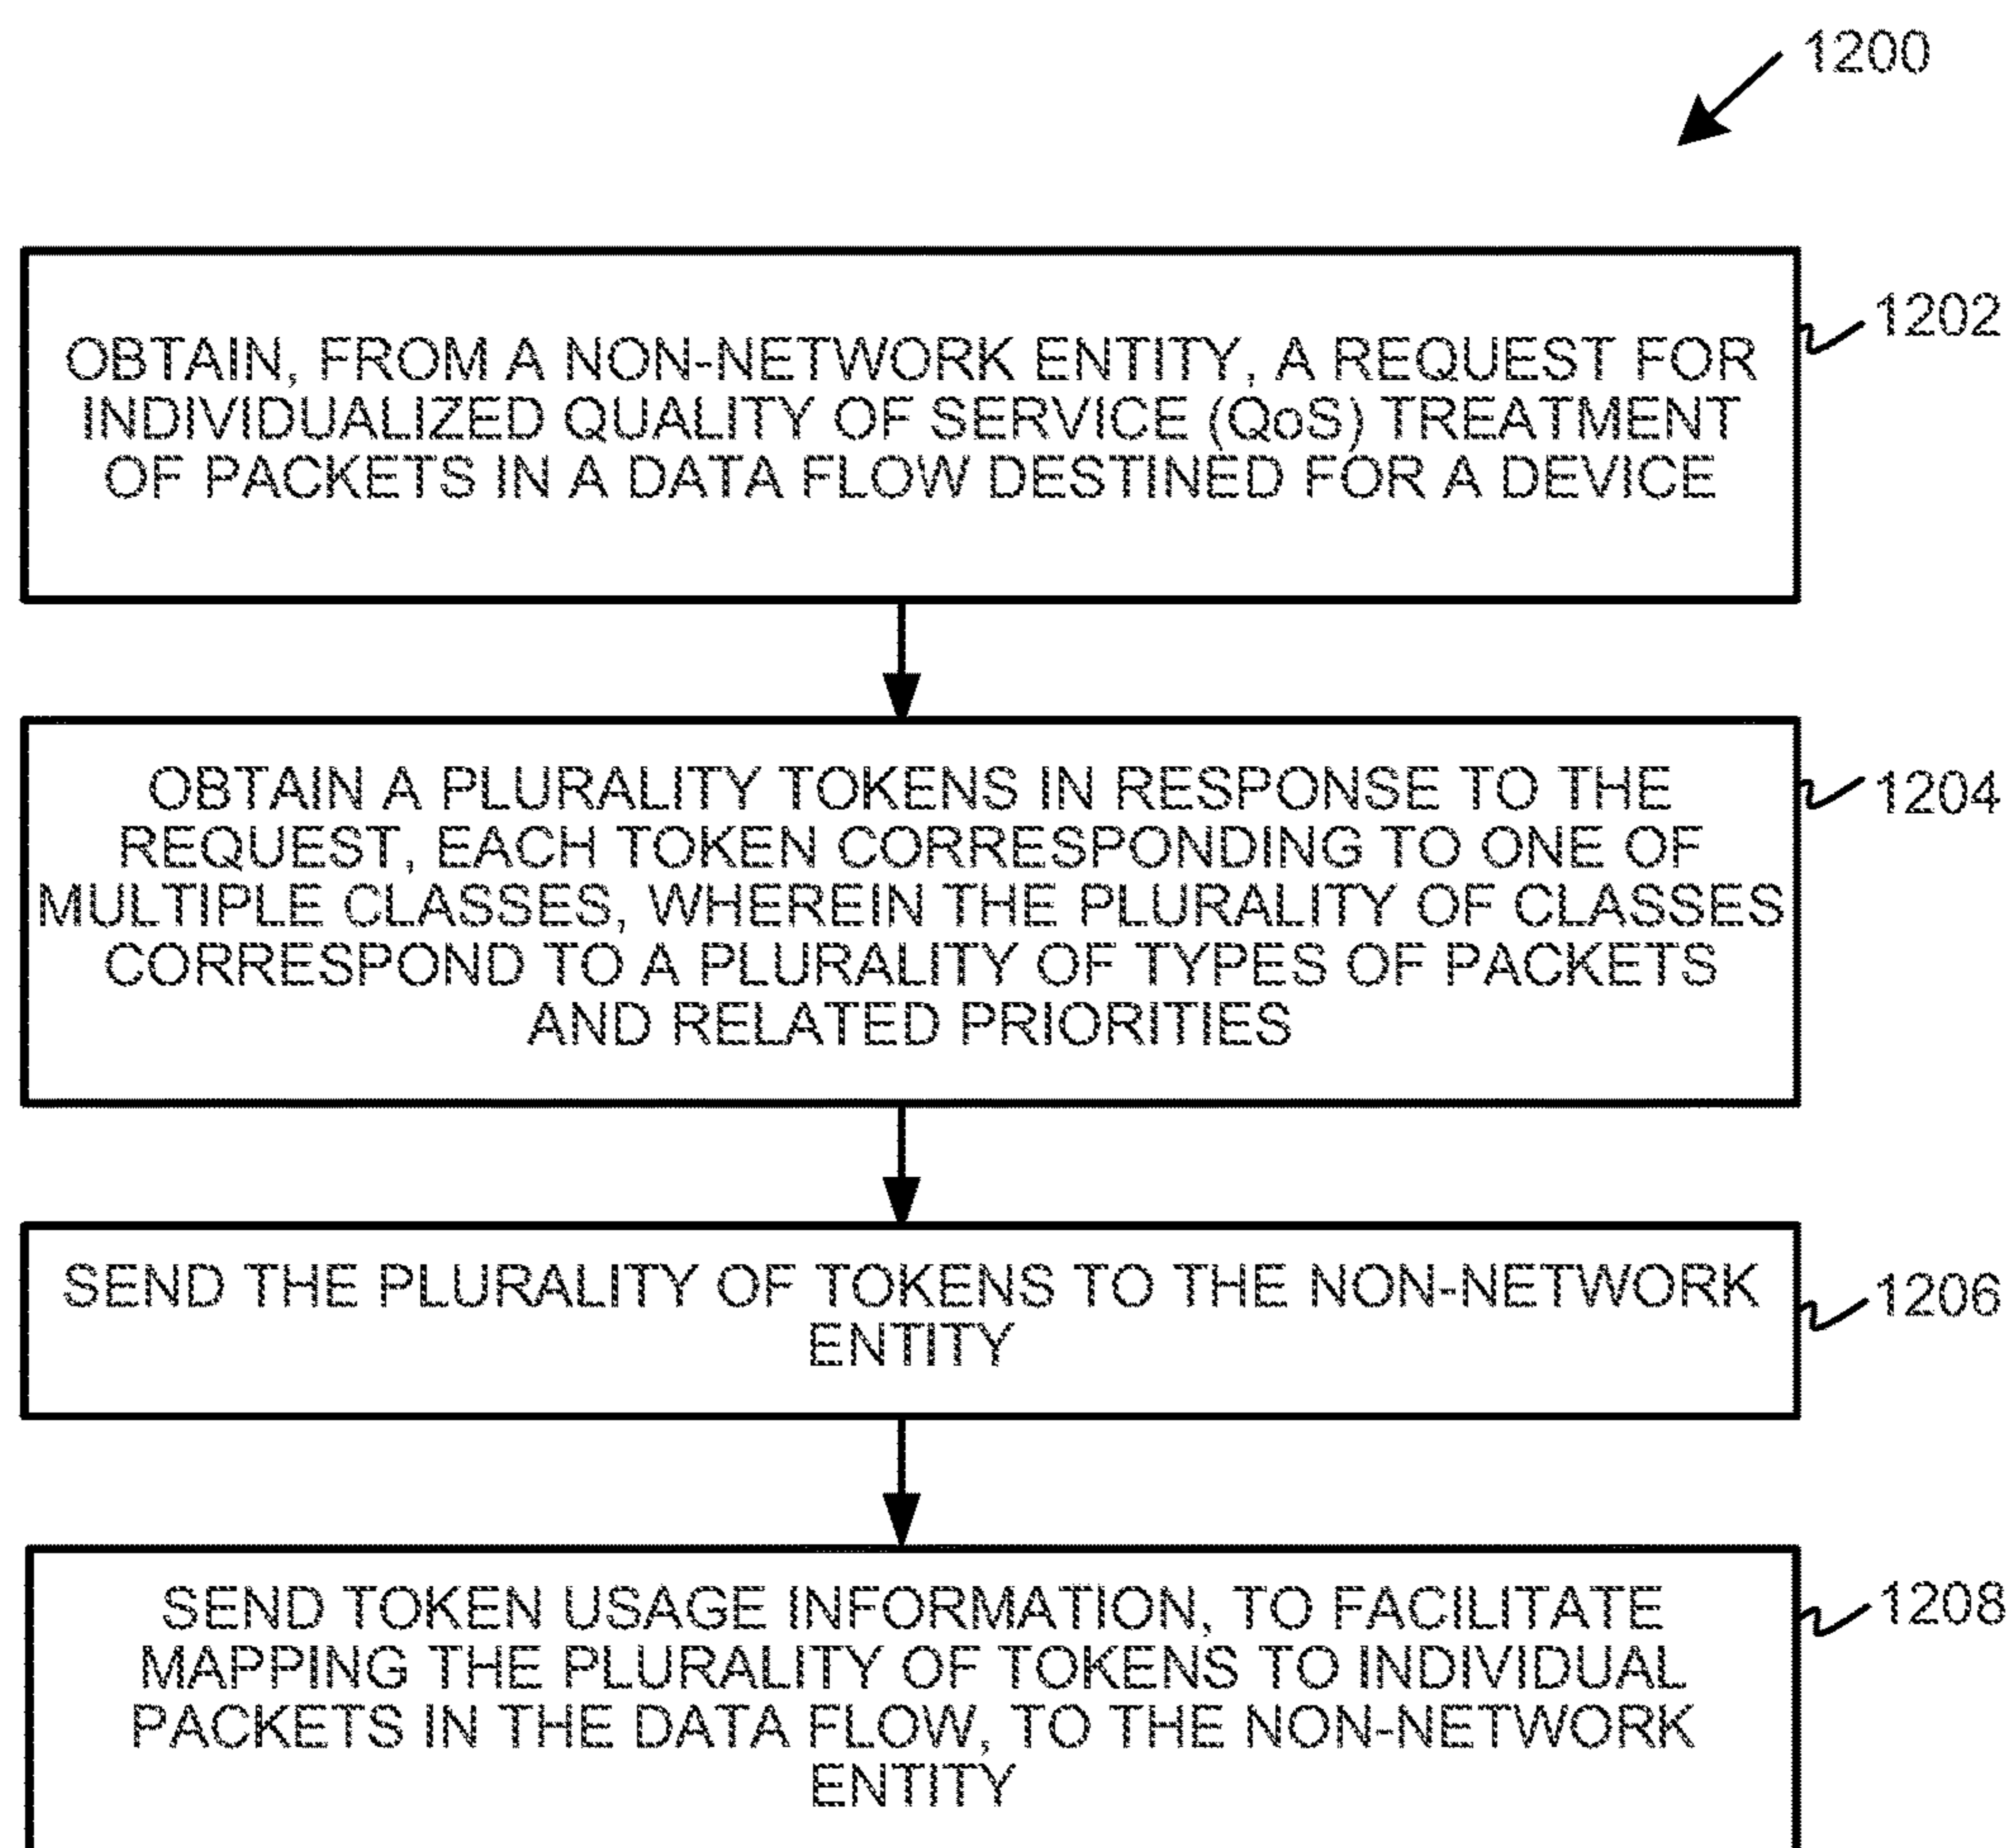 1200
OBTAIN, FROM A NON-NETWORK ENTITY, A REQUEST FOR
INDIVIDUALIZED QUALITY OF SERVICE (QoS) TREATMENT
OF PACKETS IN A DATA FLOW DESTINED FOR A DEVICE
1202
OBTAIN A PLURALITY TOKENS IN RESPONSE TO THE
REQUEST, EACH TOKEN CORRESPONDING TO ONE OF
MULTIPLE CLASSES, WHEREIN THE PLURALITY OF CLASSES
CORRESPOND TO A PLURALITY OF TYPES OF PACKETS
AND RELATED PRIORITIES
1204
SEND THE PLURALITY OF TOKENS TO THE NON-NETWORK
ENTITY
1206
SEND TOKEN USAGE INFORMATION, TO FACILITATE
MAPPING THE PLURALITY OF TOKENS TO INDIVIDUAL
PACKETS IN THE DATA FLOW, TO THE NON-NETWORK
ENTITY
1208